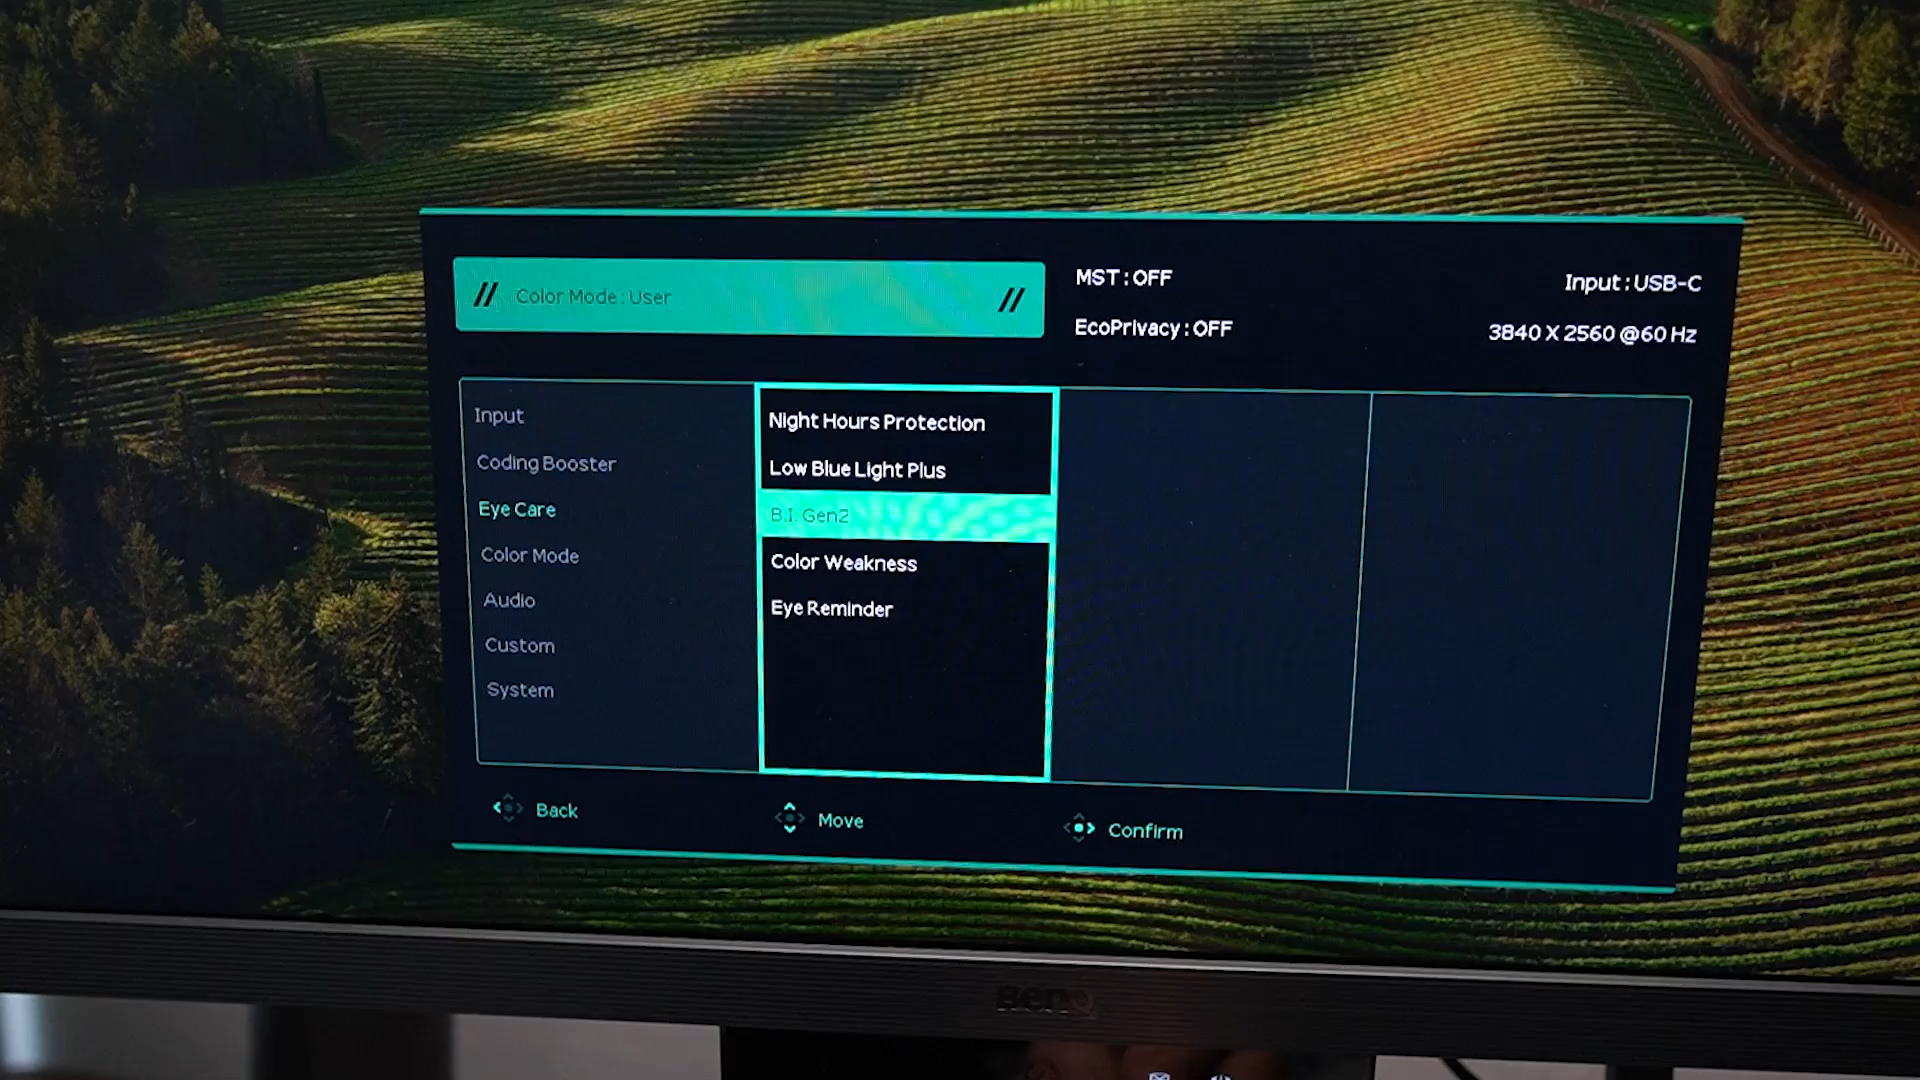 // Color Mode : User //
MST : OFF
EcoPrivacy : OFF
Input : USB-C
3840 X 2560 @60 Hz
Input
Coding Booster
Eye Care
Color Mode
Audio
Custom
System
Night Hours Protection
Low Blue Light Plus
B.I. Gen2
Color Weakness
Eye Reminder
Back
Move
Confirm
BenQ